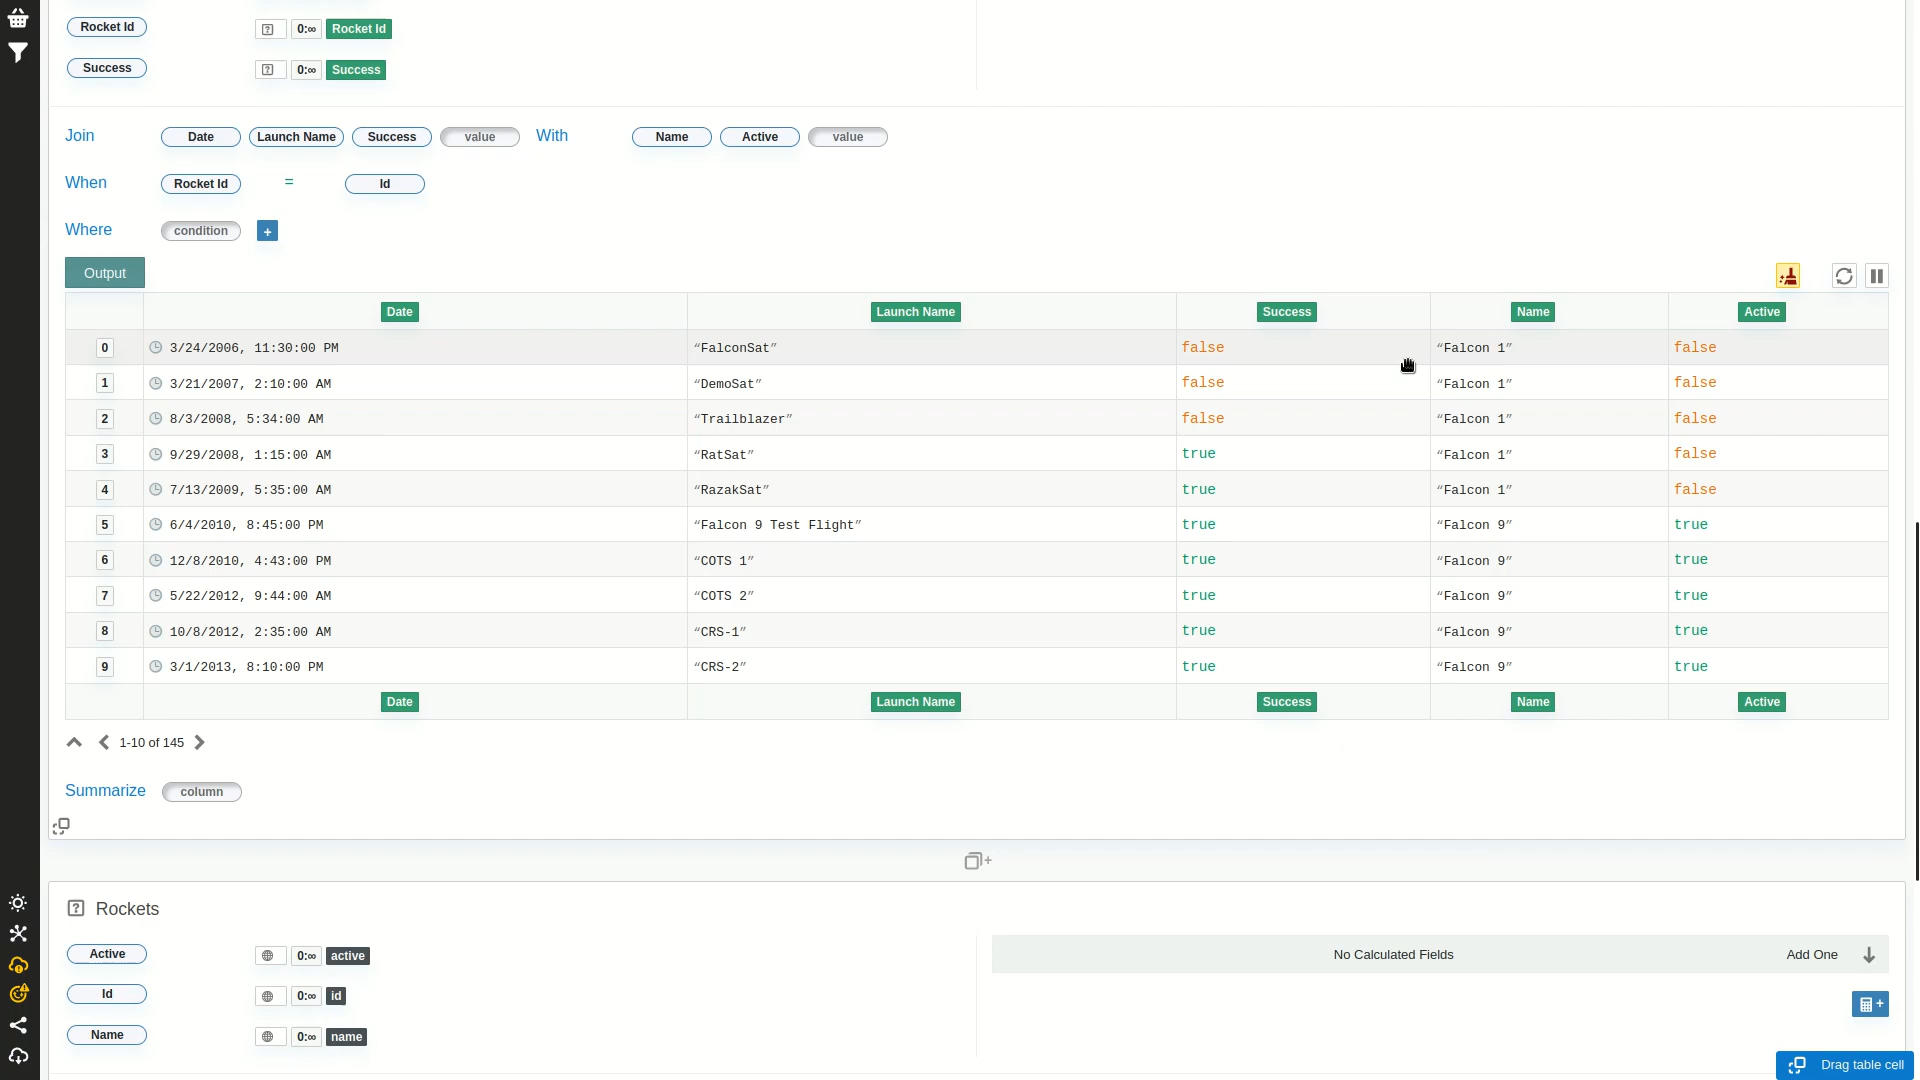 Rocket Id 0:∞ Rocket Id
Success 0:∞ Success
Join Date Launch Name Success value With Name Active value
When Rocket Id = Id
Where condition +
Output
Date Launch Name Success Name Active
0 3/24/2006, 11:30:00 PM “FalconSat” false “Falcon 1” false
1 3/21/2007, 2:10:00 AM “DemoSat” false “Falcon 1” false
2 8/3/2008, 5:34:00 AM “Trailblazer” false “Falcon 1” false
3 9/29/2008, 1:15:00 AM “RatSat” true “Falcon 1” false
4 7/13/2009, 5:35:00 AM “RazakSat” true “Falcon 1” false
5 6/4/2010, 8:45:00 PM “Falcon 9 Test Flight” true “Falcon 9” true
6 12/8/2010, 4:43:00 PM “COTS 1” true “Falcon 9” true
7 5/22/2012, 9:44:00 AM “COTS 2” true “Falcon 9” true
8 10/8/2012, 2:35:00 AM “CRS-1” true “Falcon 9” true
9 3/1/2013, 8:10:00 PM “CRS-2” true “Falcon 9” true
Date Launch Name Success Name Active
1-10 of 145
Summarize column
Rockets
Active 0:∞ active No Calculated Fields Add One
Id 0:∞ id
Name 0:∞ name
Drag table cell